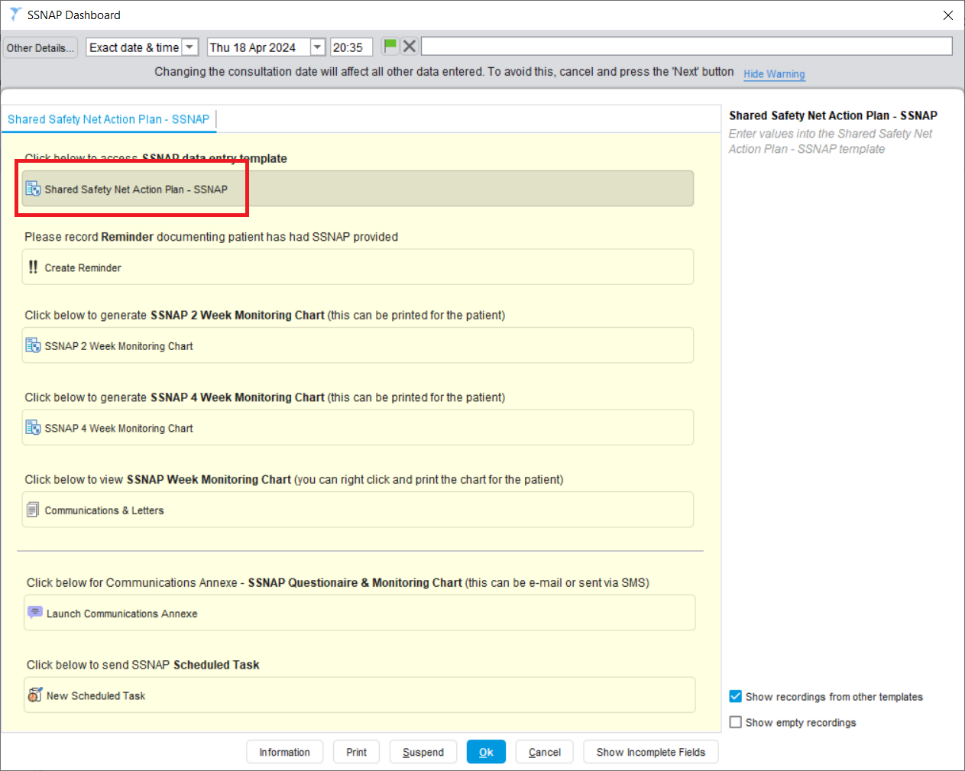 SSNAP Dashboard
Other Details... Exact date & time Thu 18 Apr 2024 20:35
Changing the consultation date will affect all other data entered. To avoid this, cancel and press the 'Next' button Hide Warning
Shared Safety Net Action Plan - SSNAP
Click below to access SSNAP data entry template
Shared Safety Net Action Plan - SSNAP
Please record Reminder documenting patient has had SSNAP provided
Create Reminder
Click below to generate SSNAP 2 Week Monitoring Chart (this can be printed for the patient)
SSNAP 2 Week Monitoring Chart
Click below to generate SSNAP 4 Week Monitoring Chart (this can be printed for the patient)
SSNAP 4 Week Monitoring Chart
Click below to view SSNAP Week Monitoring Chart (you can right click and print the chart for the patient)
Communications & Letters
Click below for Communications Annexe - SSNAP Questionaire & Monitoring Chart (this can be e-mail or sent via SMS)
Launch Communications Annexe
Click below to send SSNAP Scheduled Task
New Scheduled Task
Shared Safety Net Action Plan - SSNAP
Enter values into the Shared Safety Net
Action Plan - SSNAP template
Show recordings from other templates
Show empty recordings
Information Print Suspend Ok Cancel Show Incomplete Fields